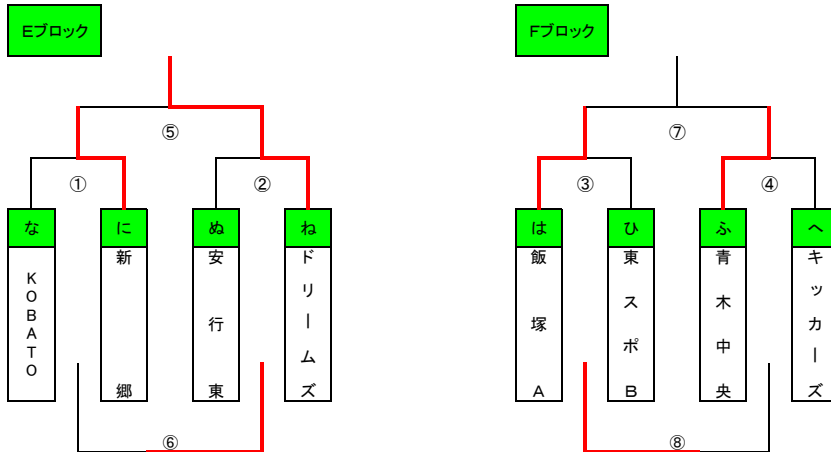 Eブロック
Fブロック
⑤
⑦
①
②
③
④
な
に
ぬ
ね
は
ひ
ふ
へ
KOBATO
新郷
安行東
ドリームズ
飯塚A
東スポB
青木中央
キッカーズ
⑥
⑧